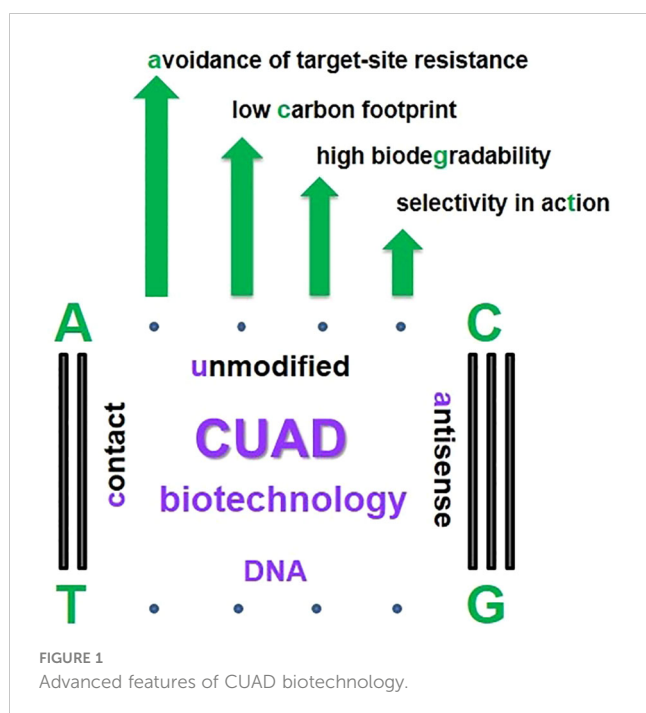 avoidance of target-site resistance
low carbon footprint
high biodegradability
selectivity in action
A
C
unmodified
contact
CUAD
antisense
biotechnology
DNA
T
G
FIGURE 1
Advanced features of CUAD biotechnology.